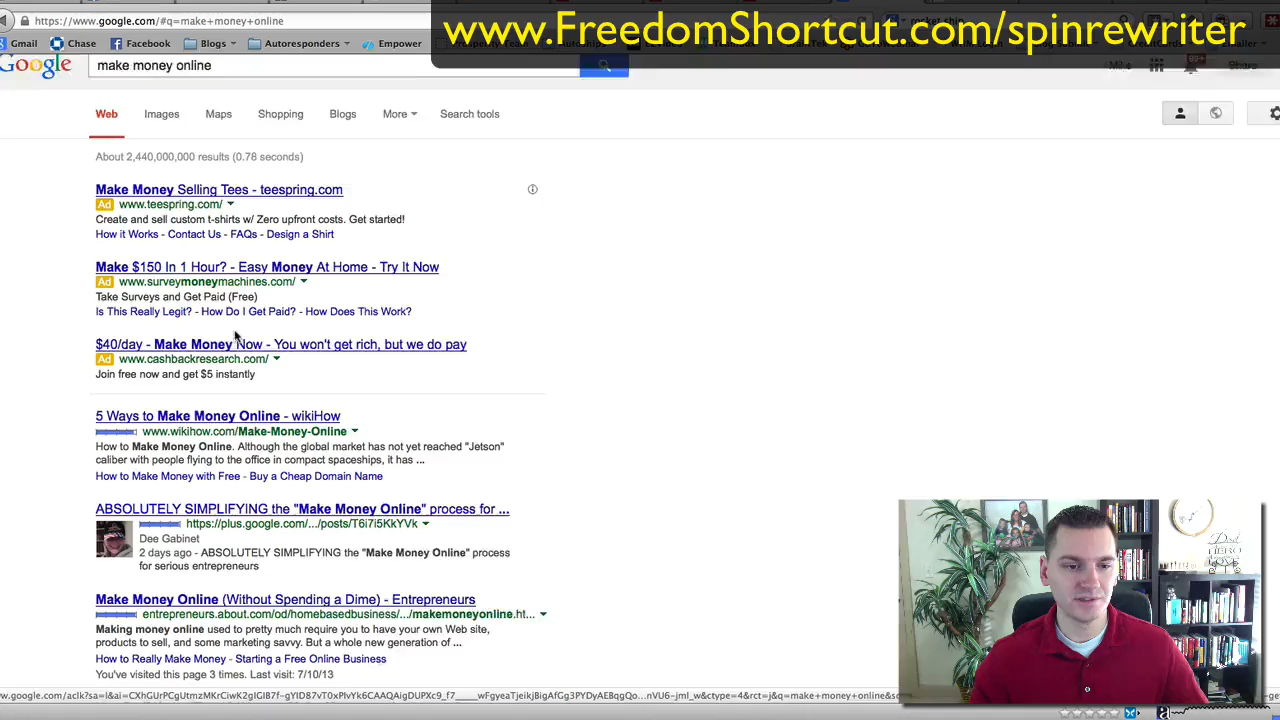 https://www.google.com/#q=make+money+online
www.FreedomShortcut.com/spinrewriter
Gmail Chase Facebook Blogs Autoresponders Empower
Google make money online
Web Images Maps Shopping Blogs More Search tools
About 2,440,000,000 results (0.78 seconds)
Make Money Selling Tees - teespring.com
Ad www.teespring.com/
Create and sell custom t-shirts w/ Zero upfront costs. Get started!
How it Works - Contact Us - FAQs - Design a Shirt
Make $150 In 1 Hour? - Easy Money At Home - Try It Now
Ad www.surveymoneymachines.com/
Take Surveys and Get Paid (Free)
Is This Really Legit? - How Do I Get Paid? - How Does This Work?
$40/day - Make Money Now - You won't get rich, but we do pay
Ad www.cashbackresearch.com/
Join free now and get $5 instantly
5 Ways to Make Money Online - wikiHow
www.wikihow.com/Make-Money-Online
How to Make Money Online. Although the global market has not yet reached "Jetson"
caliber with people flying to the office in compact spaceships, it has ...
How to Make Money with Free - Buy a Cheap Domain Name
ABSOLUTELY SIMPLIFYING the "Make Money Online" process for ...
https://plus.google.com/.../posts/T6i7i5KkYVk
Dee Gabinet
2 days ago - ABSOLUTELY SIMPLIFYING the "Make Money Online" process
for serious entrepreneurs
Make Money Online (Without Spending a Dime) - Entrepreneurs
entrepreneurs.about.com/od/homebasedbusiness/.../makemoneyonline.ht...
Making money online used to pretty much require you to have your own Web site,
products to sell, and some marketing savvy. But a whole new generation of ...
How to Really Make Money - Starting a Free Online Business
You've visited this page 3 times. Last visit: 7/10/13